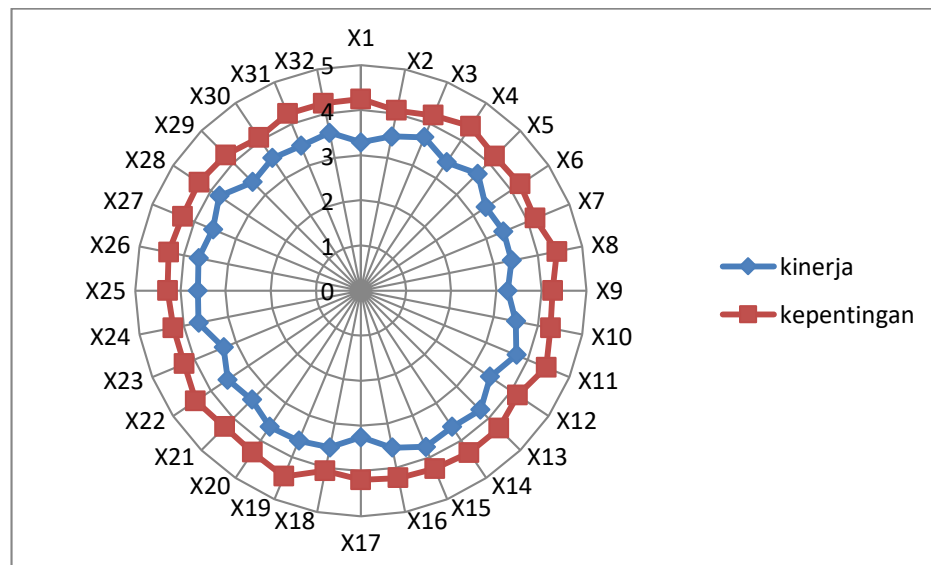 X1
X2
X3
X4
X5
X6
X7
X8
X9
X10
X11
X12
X13
X14
X15
X16
X17
X18
X19
X20
X21
X22
X23
X24
X25
X26
X27
X28
X29
X30
X31
X32
5
4
3
2
1
0
kinerja
kepentingan